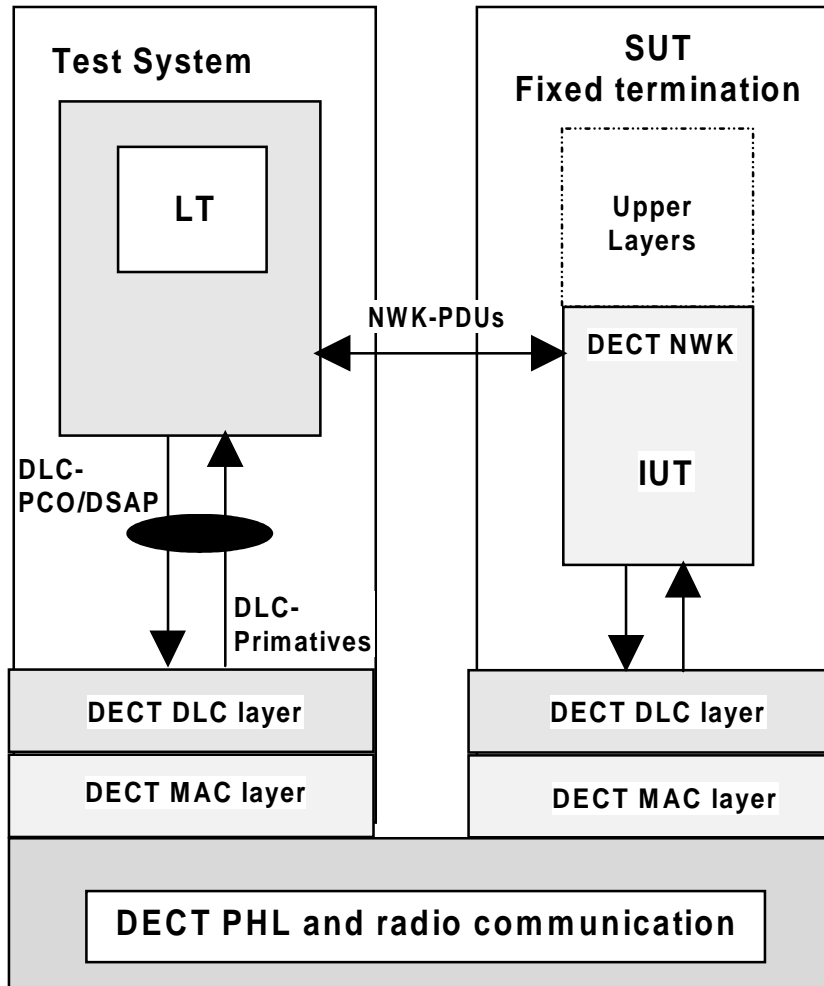 Test System
LT
DLC-
PCO/DSAP
DLC-
Primatives
NWK-PDUs
SUT
Fixed termination
Upper
Layers
DECT NWK
IUT
DECT DLC layer
DECT MAC layer
DECT DLC layer
DECT MAC layer
DECT PHL and radio communication